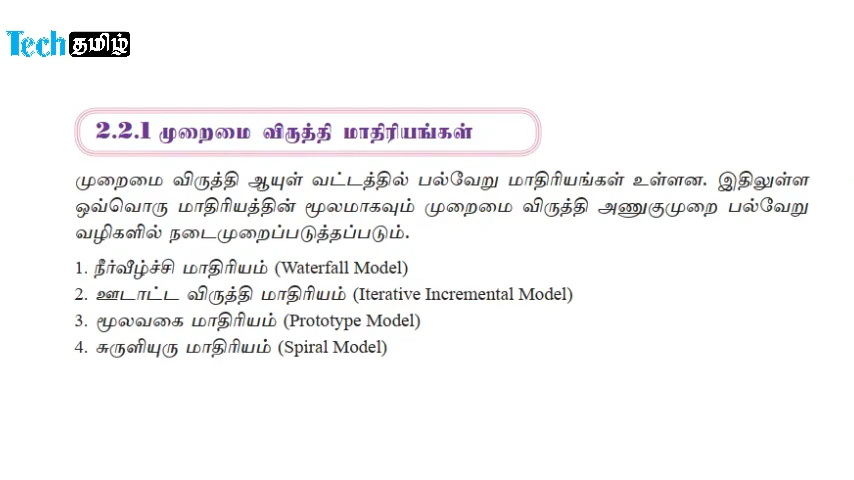 Tech தமிழ்
2.2.1 முறைமை விருத்தி மாதிரியங்கள்
முறைமை விருத்தி ஆயுள் வட்டத்தில் பல்வேறு மாதிரியங்கள் உள்ளன. இதிலுள்ள
ஒவ்வொரு மாதிரியத்தின் மூலமாகவும் முறைமை விருத்தி அணுகுமுறை பல்வேறு
வழிகளில் நடைமுறைப்படுத்தப்படும்.
1. நீர்வீழ்ச்சி மாதிரியம் (Waterfall Model)
2. ஊடாட்ட விருத்தி மாதிரியம் (Iterative Incremental Model)
3. மூலவகை மாதிரியம் (Prototype Model)
4. சுருளியுரு மாதிரியம் (Spiral Model)